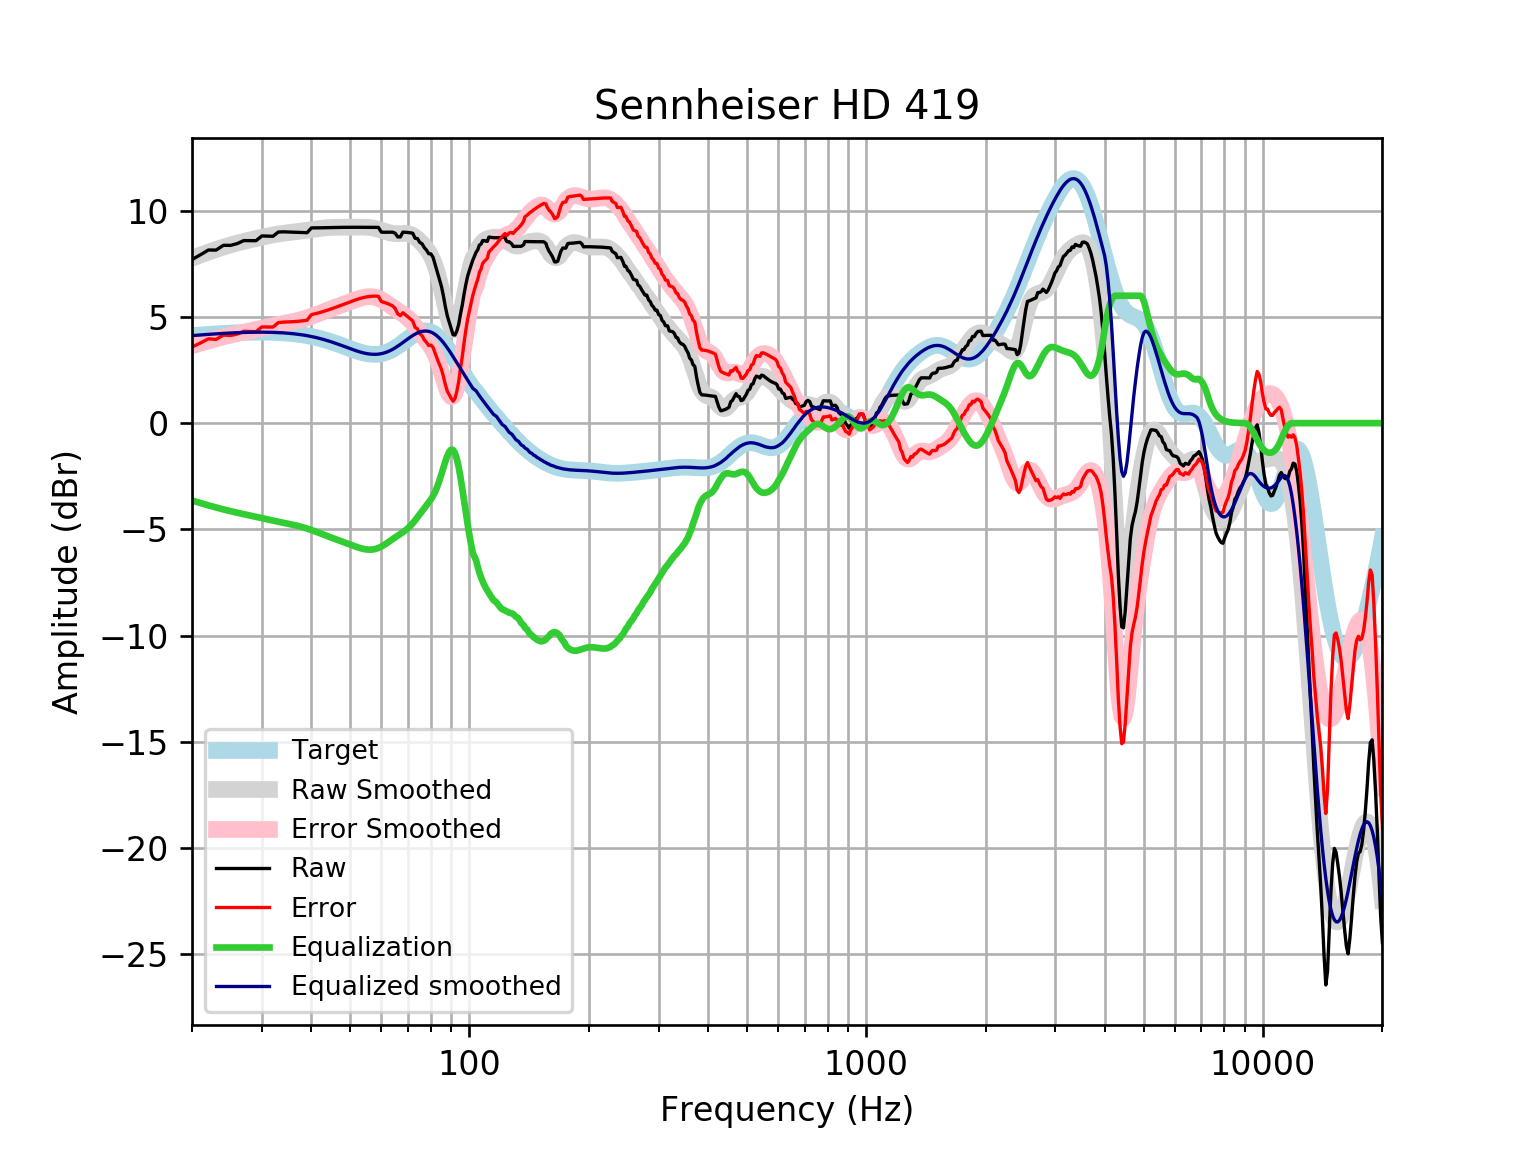 Sennheiser HD 419
Amplitude (dBr)
10
5
0
−5
−10
−15
−20
−25
Target
Raw Smoothed
Error Smoothed
Raw
Error
Equalization
Equalized smoothed
100
1000
10000
Frequency (Hz)